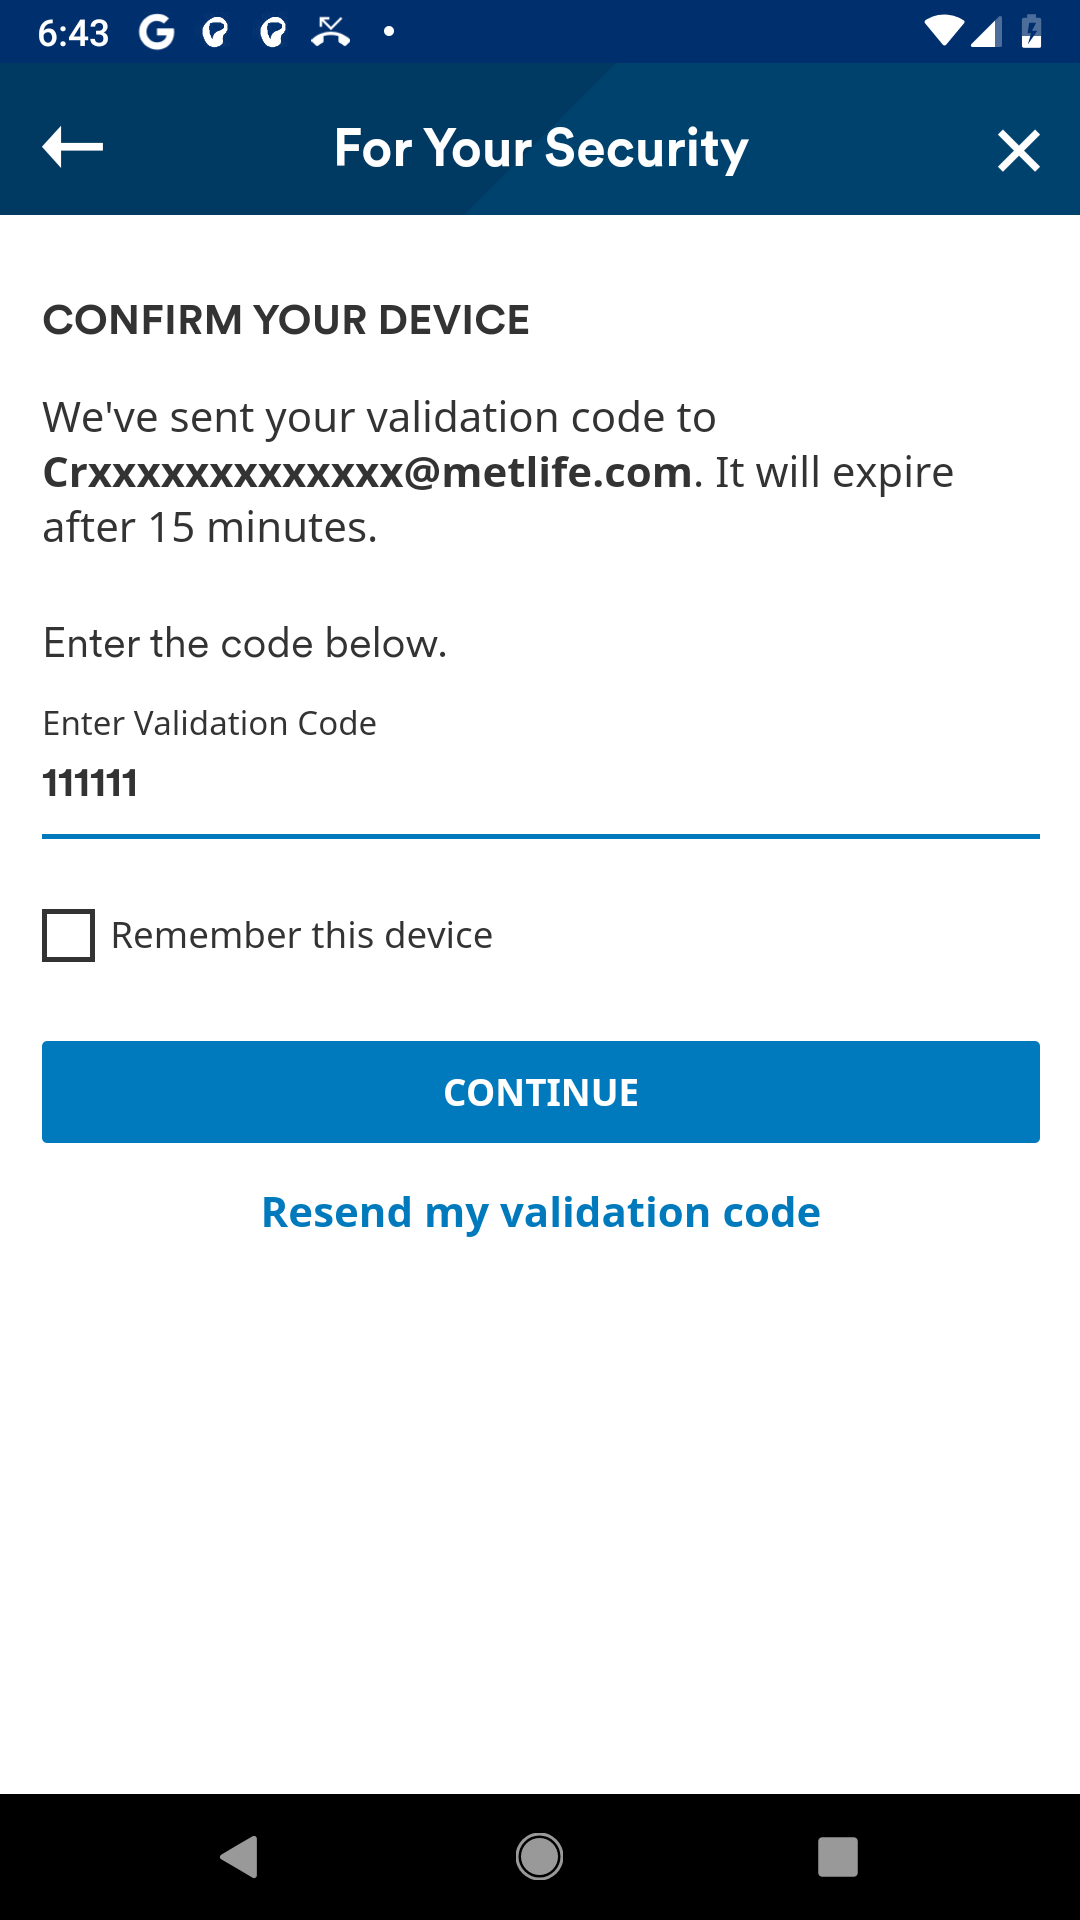 6:43
For Your Security
CONFIRM YOUR DEVICE
We've sent your validation code to
Crxxxxxxxxxxxxx@metlife.com. It will expire
after 15 minutes.
Enter the code below.
Enter Validation Code
111111
Remember this device
CONTINUE
Resend my validation code